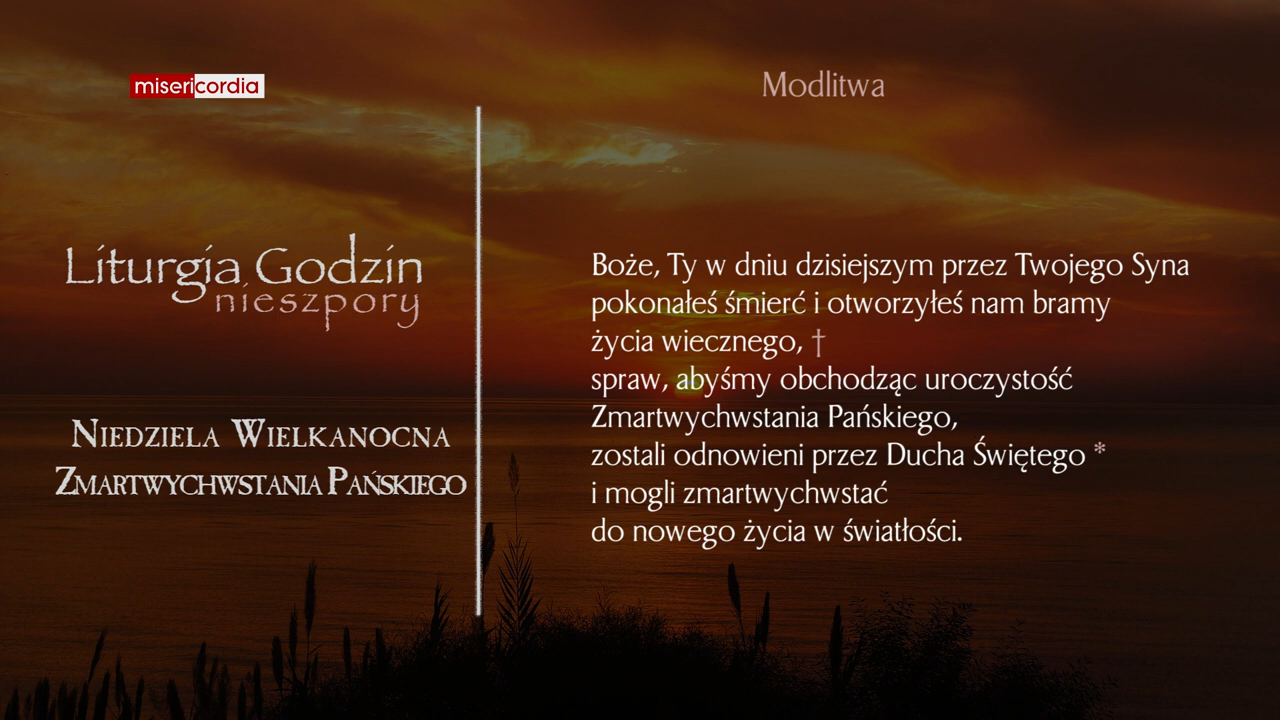 misericordia
Modlitwa
Liturgia Godzin
nieszpory
Niedziela Wielkanocna
Zmartwychwstania Pańskiego
Boże, Ty w dniu dzisiejszym przez Twojego Syna
pokonałeś śmierć i otworzyłeś nam bramy
życia wiecznego, †
spraw, abyśmy obchodząc uroczystość
Zmartwychwstania Pańskiego,
zostali odnowieni przez Ducha Świętego *
i mogli zmartwychwstać
do nowego życia w światłości.